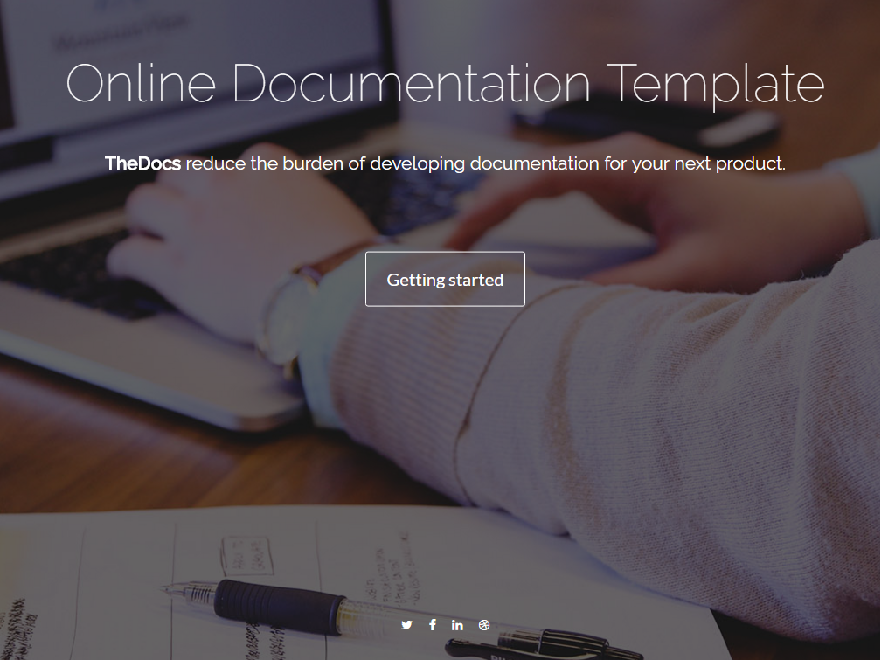 Online Documentation Template
TheDocs reduce the burden of developing documentation for your next product.
Getting started